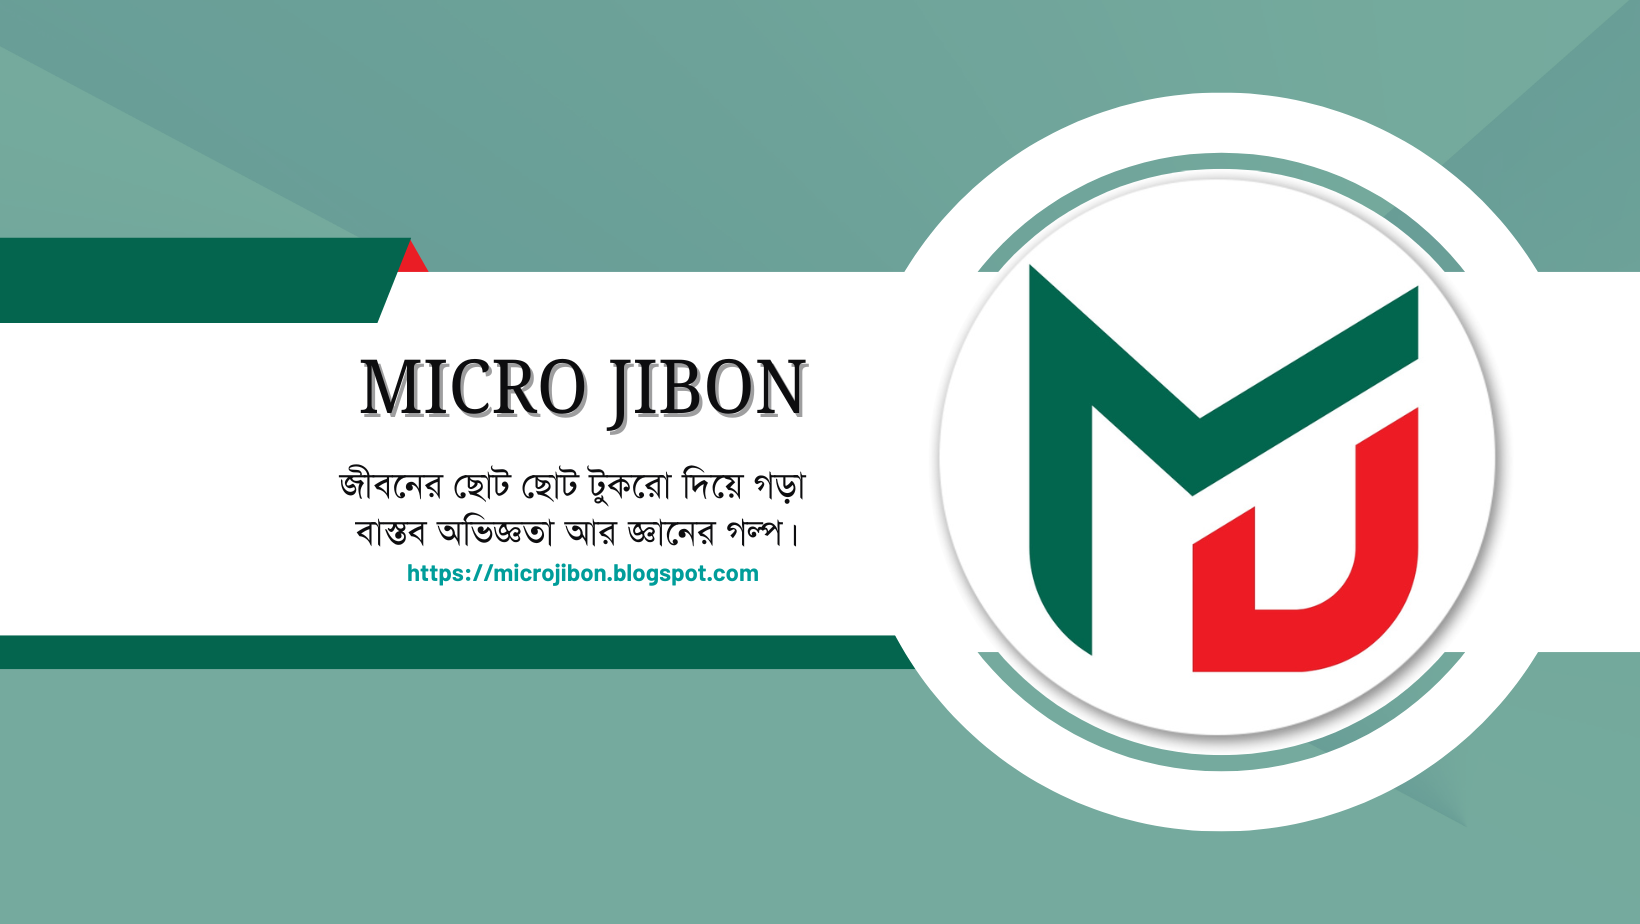 MICRO JIBON
জীবনের ছোট ছোট টুকরো দিয়ে গড়া
বাস্তব অভিজ্ঞতা আর জ্ঞানের গল্প।
https://microjibon.blogspot.com